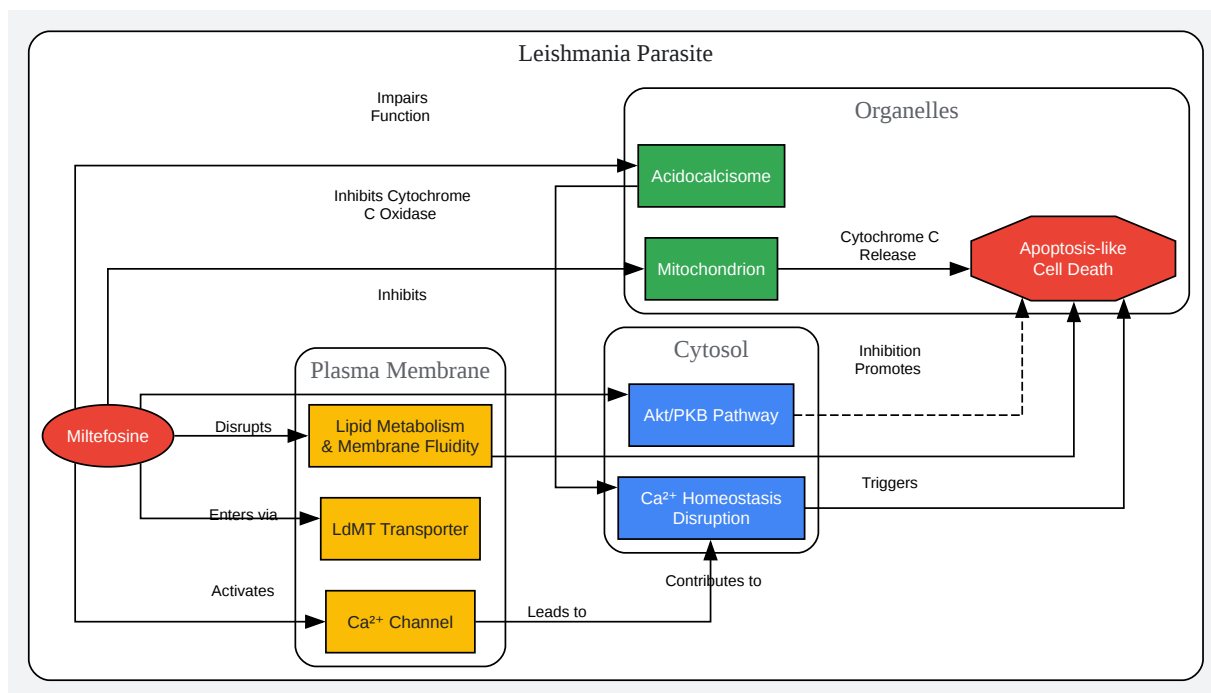 Leishmania Parasite
Impairs
Function
Organelles
Acidocalcisome
Inhibits Cytochrome
C Oxidase
Cytochrome C
Release
Apoptosis-like
Cell Death
Mitochondrion
Inhibits
Cytosol
Inhibition
Promotes
Plasma Membrane
Akt/PKB Pathway
Miltefosine
Disrupts
Lipid Metabolism
& Membrane Fluidity
Triggers
Ca²⁺ Homeostasis
Disruption
Enters via
LdMT Transporter
Contributes to
Activates
Ca²⁺ Channel
Leads to